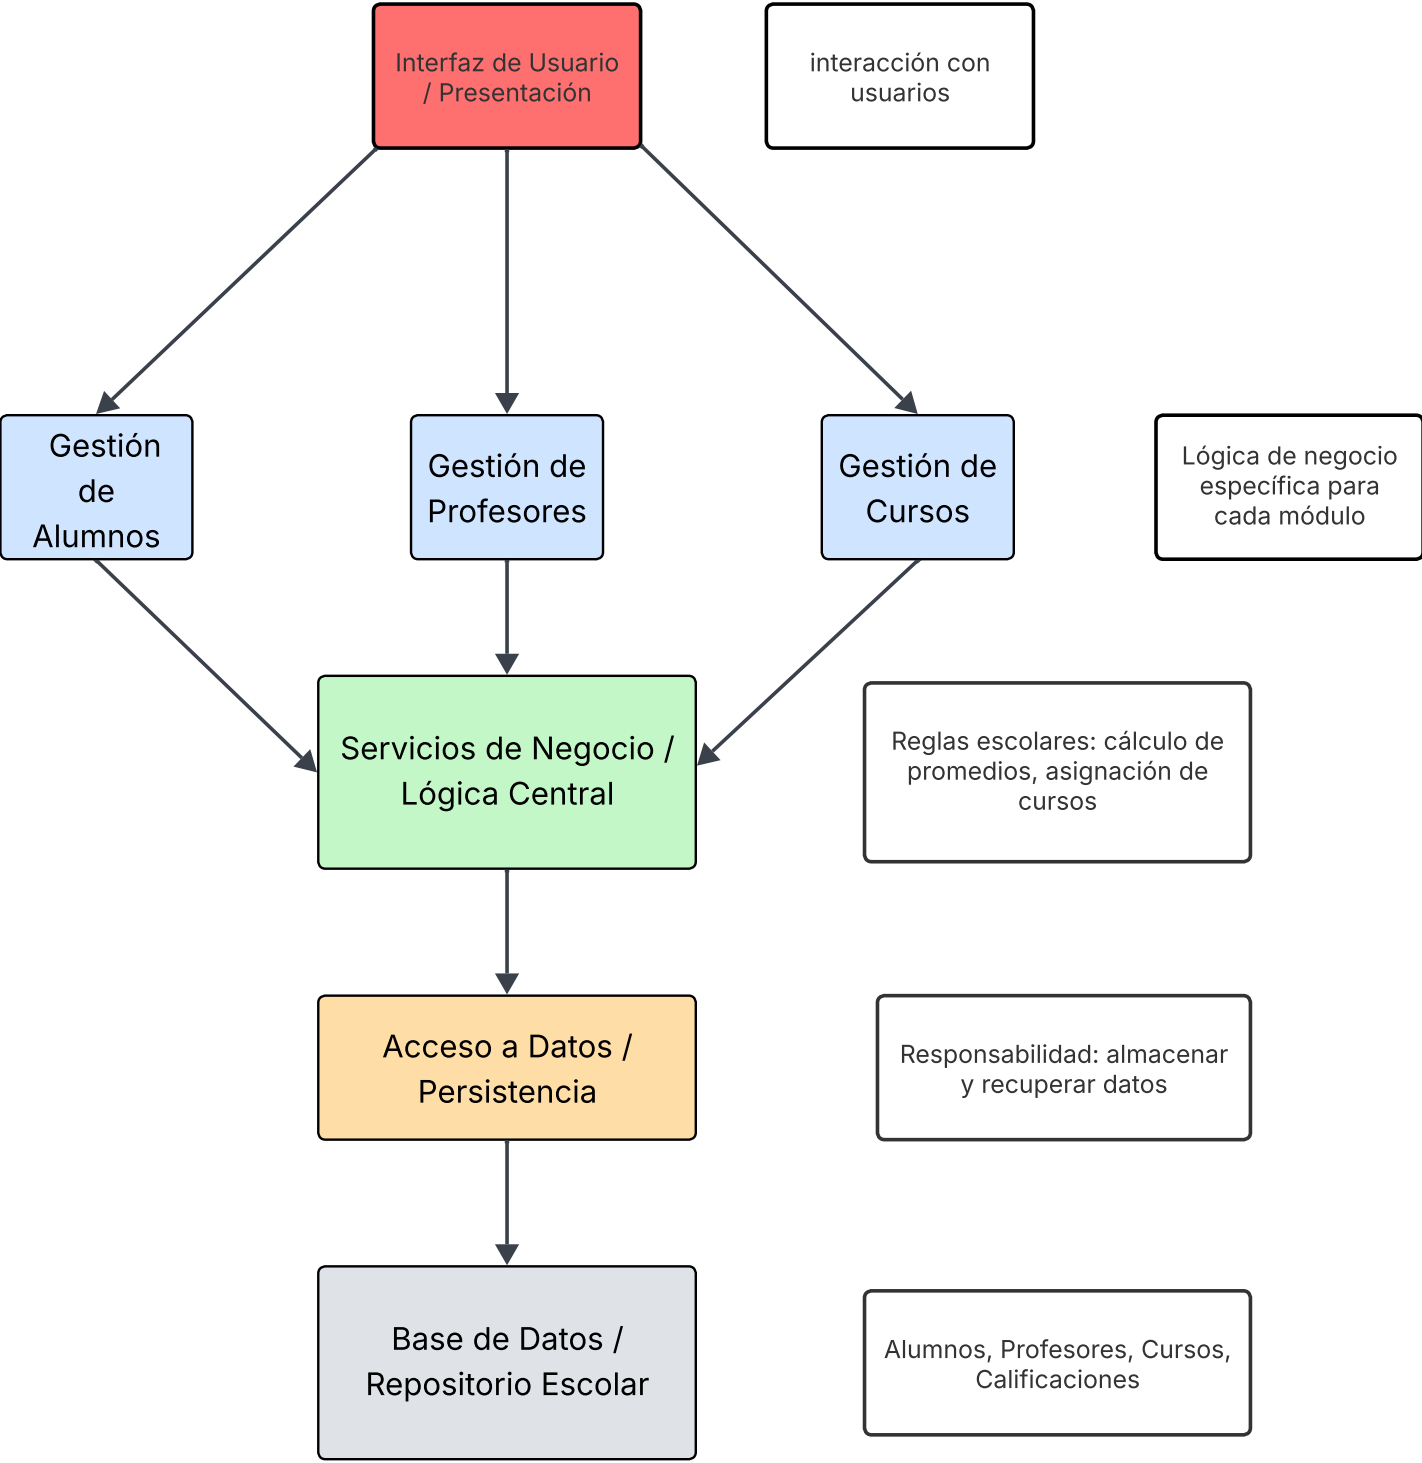 Interfaz de Usuario
/ Presentación
interacción con
usuarios
Gestión
de
Alumnos
Gestión de
Profesores
Gestión de
Cursos
Lógica de negocio
específica para
cada módulo
Servicios de Negocio /
Lógica Central
Reglas escolares: cálculo de
promedios, asignación de
cursos
Acceso a Datos /
Persistencia
Responsabilidad: almacenar
y recuperar datos
Base de Datos /
Repositorio Escolar
Alumnos, Profesores, Cursos,
Calificaciones